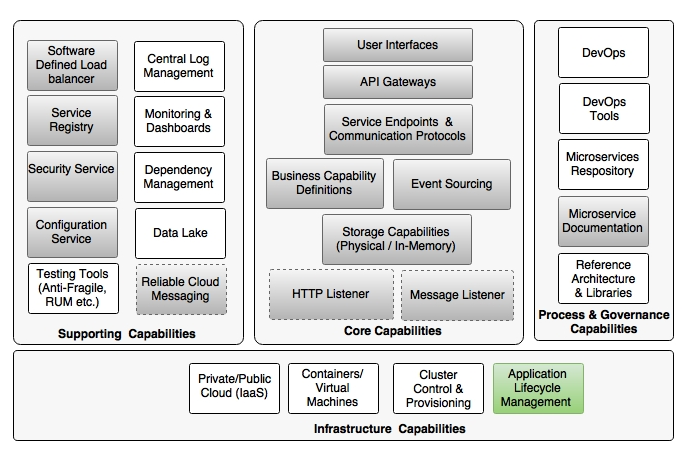 Software
Defined Load
balancer
Central Log
Management
Service
Registry
Monitoring &
Dashboards
Security Service
Dependency
Management
Configuration
Service
Data Lake
Testing Tools
(Anti-Fragile,
RUM etc.)
Reliable Cloud
Messaging
Supporting Capabilities
User Interfaces
API Gateways
Service Endpoints &
Communication Protocols
Business Capability
Definitions
Event Sourcing
Storage Capabilities
(Physical / In-Memory)
HTTP Listener
Message Listener
Core Capabilities
DevOps
DevOps
Tools
Microservices
Respository
Microservice
Documentation
Reference
Architecture
& Libraries
Process & Governance
Capabilities
Private/Public
Cloud (IaaS)
Containers/
Virtual
Machines
Cluster
Control &
Provisioning
Application
Lifecycle
Management
Infrastructure Capabilities